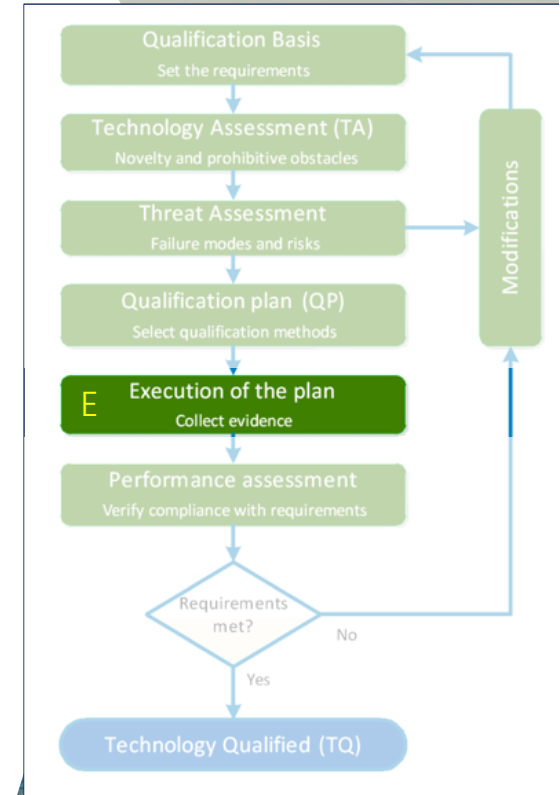 Qualification Basis
Set the requirements
Technology Assessment (TA)
Novelty and prohibitive obstacles
Threat Assessment
Failure modes and risks
Modifications
Qualification plan (QP)
Select qualification methods
E
Execution of the plan
Collect evidence
Performance assessment
Verify compliance with requirements
Requirements
met?
No
Yes
Technology Qualified (TQ)